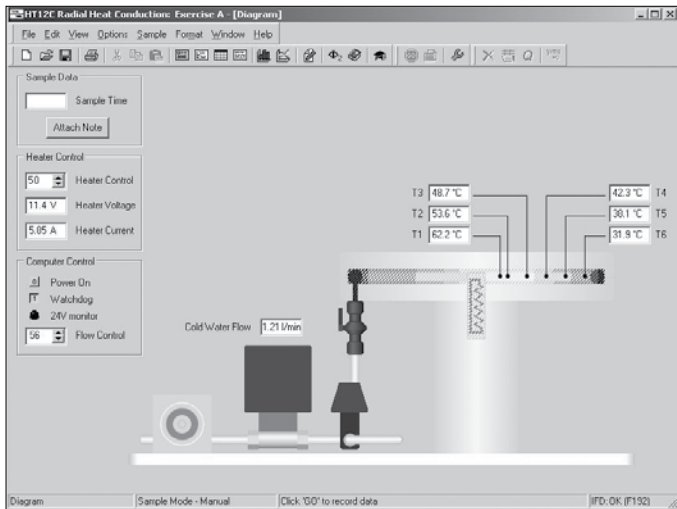 HT12C Radial Heat Conduction: Exercise A - [Diagram]
File Edit View Options Sample Format Window Help
Sample Data
Sample Time
Attach Note
Heater Control
50 Heater Control
11.4 V Heater Voltage
5.85 A Heater Current
Computer Control
Power On
Watchdog
24V monitor
56 Flow Control
T3 48.7 °C
T2 53.6 °C
T1 62.2 °C
42.3 °C T4
38.1 °C T5
31.9 °C T6
Cold Water Flow 1.21 l/min
Diagram
Sample Mode - Manual
Click 'GO' to record data
IFD: OK (F192)